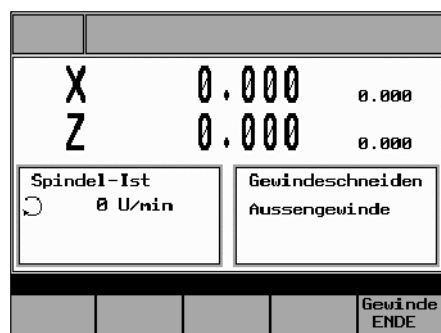 X 0.000 0.000
Z 0.000 0.000
Spindel-Ist
0 U/min
Gewindeschneiden
Aussengewinde
Gewinde
ENDE